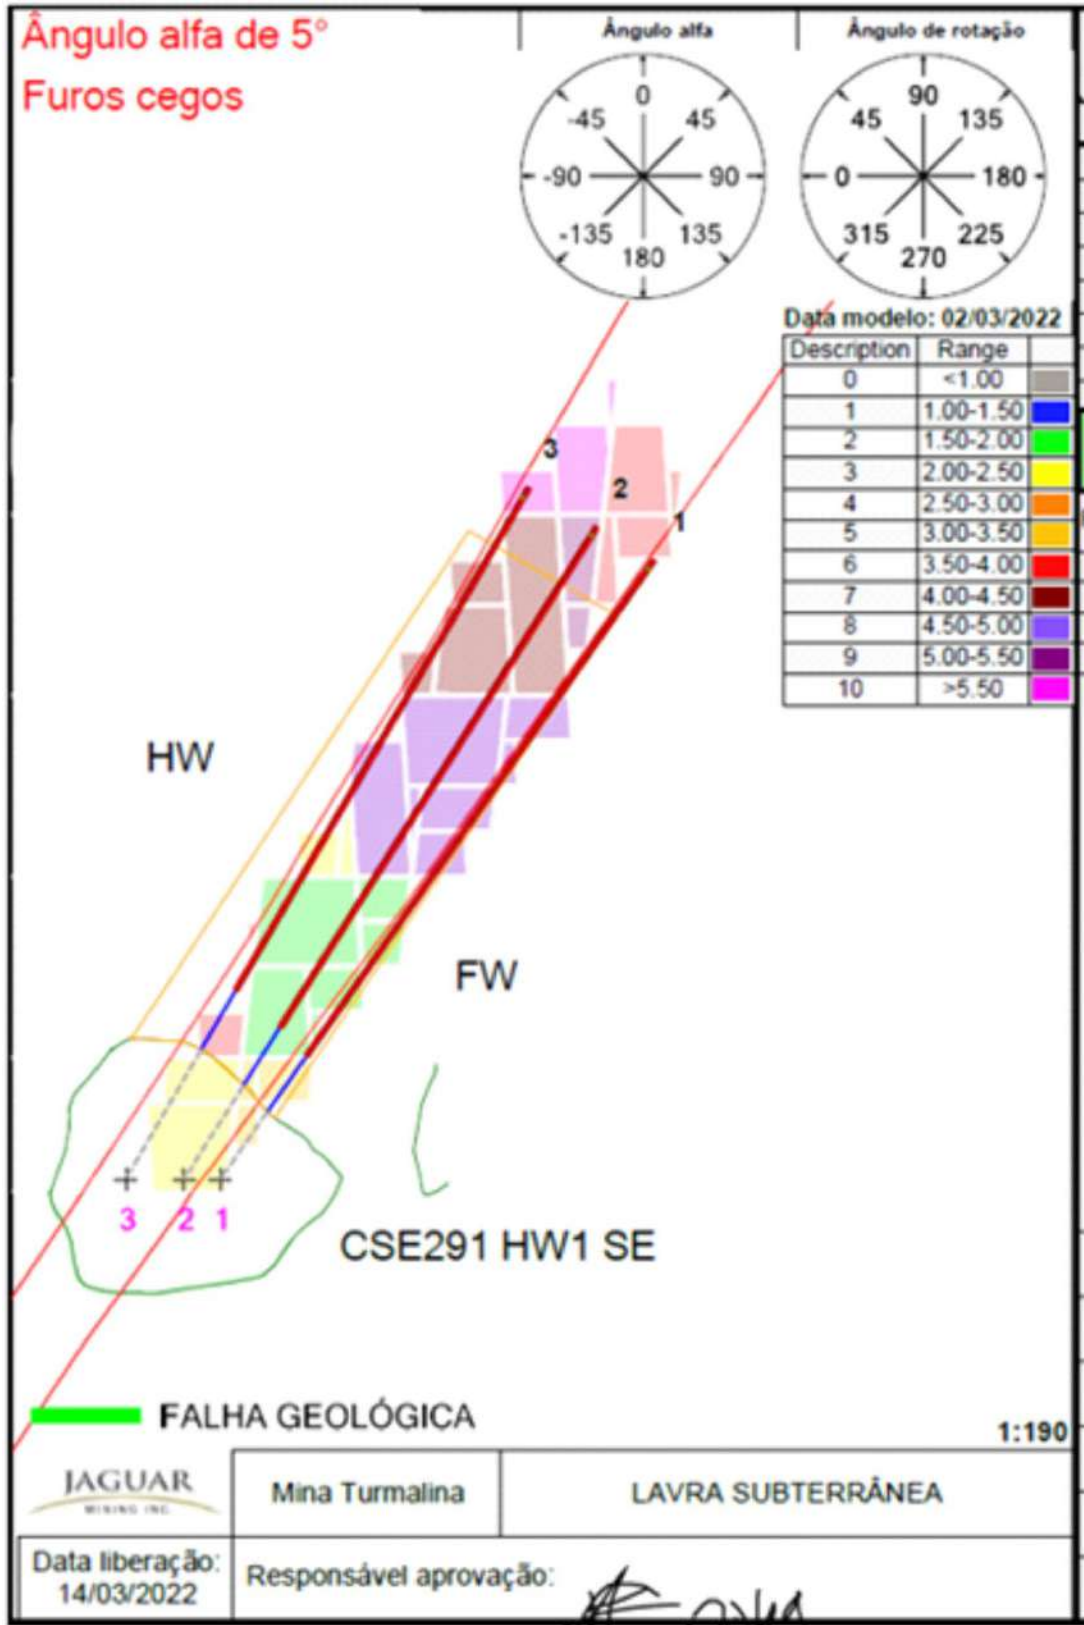 Ângulo alfa de 5°
Furos cegos
Ângulo alfa
0
-45 45
-90 90
-135 135
180
Ângulo de rotação
90
45 135
0 180
315 225
270
Data modelo: 02/03/2022
Description Range
0 <1.00
1 1.00-1.50
2 1.50-2.00
3 2.00-2.50
4 2.50-3.00
5 3.00-3.50
6 3.50-4.00
7 4.00-4.50
8 4.50-5.00
9 5.00-5.50
10 >5.50
3
2
1
HW
FW
3 2 1
CSE291 HW1 SE
FALHA GEOLÓGICA
1:190
JAGUAR
MINING INC.
Mina Turmalina
LAVRA SUBTERRÂNEA
Data liberação:
14/03/2022
Responsável aprovação: